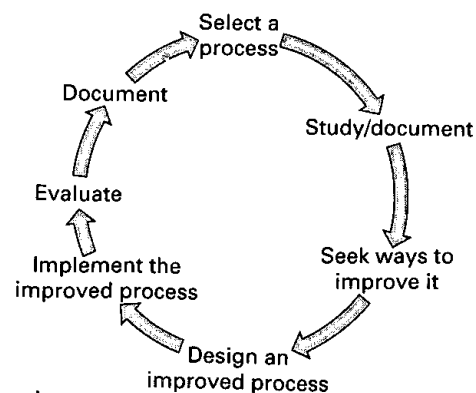 Select a
process
Study/document
Seek ways to
improve it
Design an
improved process
Implement the
improved process
Evaluate
Document